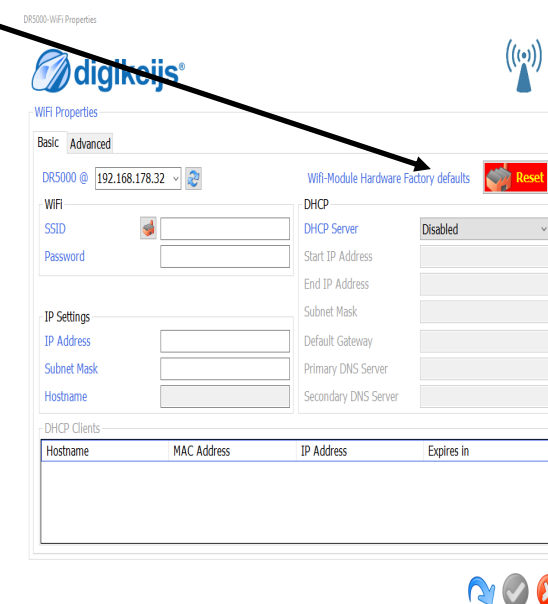 DR5000-WiFi Properties
digikeijs®
WiFi Properties
Basic Advanced
DR5000 @ 192.168.178.32 Wifi-Module Hardware Factory defaults Reset
WiFi DHCP
SSID DHCP Server Disabled
Password Start IP Address
End IP Address
IP Settings Subnet Mask
IP Address Default Gateway
Subnet Mask Primary DNS Server
Hostname Secondary DNS Server
DHCP Clients
Hostname MAC Address IP Address Expires in